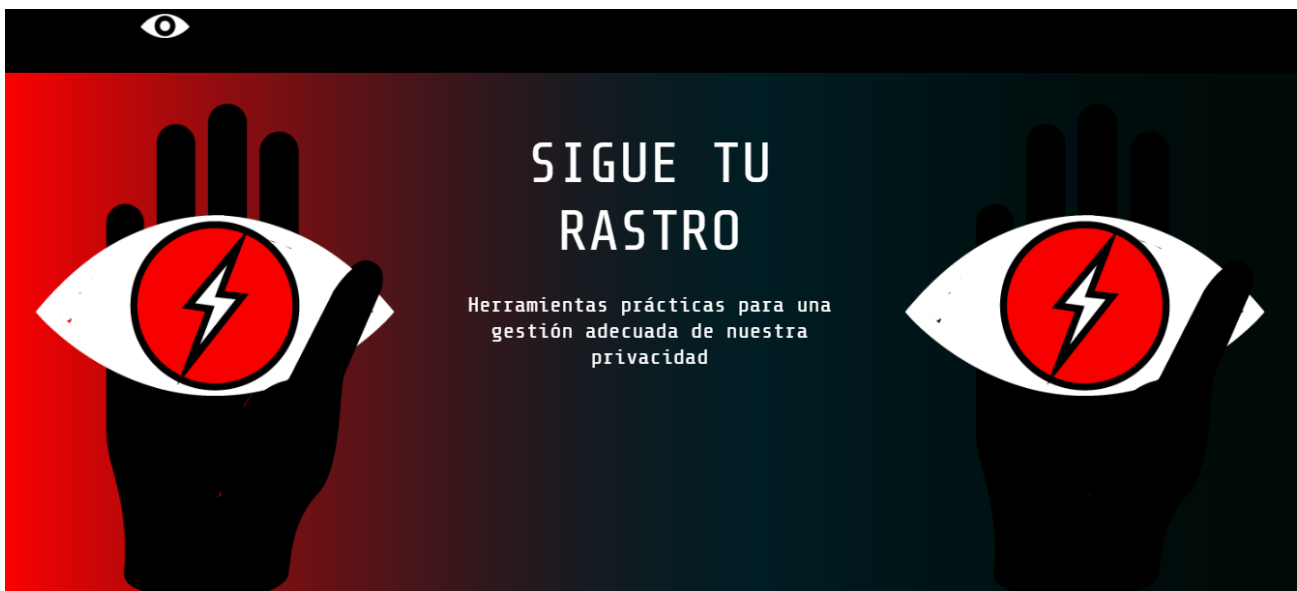 SIGUE TU
RASTRO
Herramientas prácticas para una
gestión adecuada de nuestra
privacidad